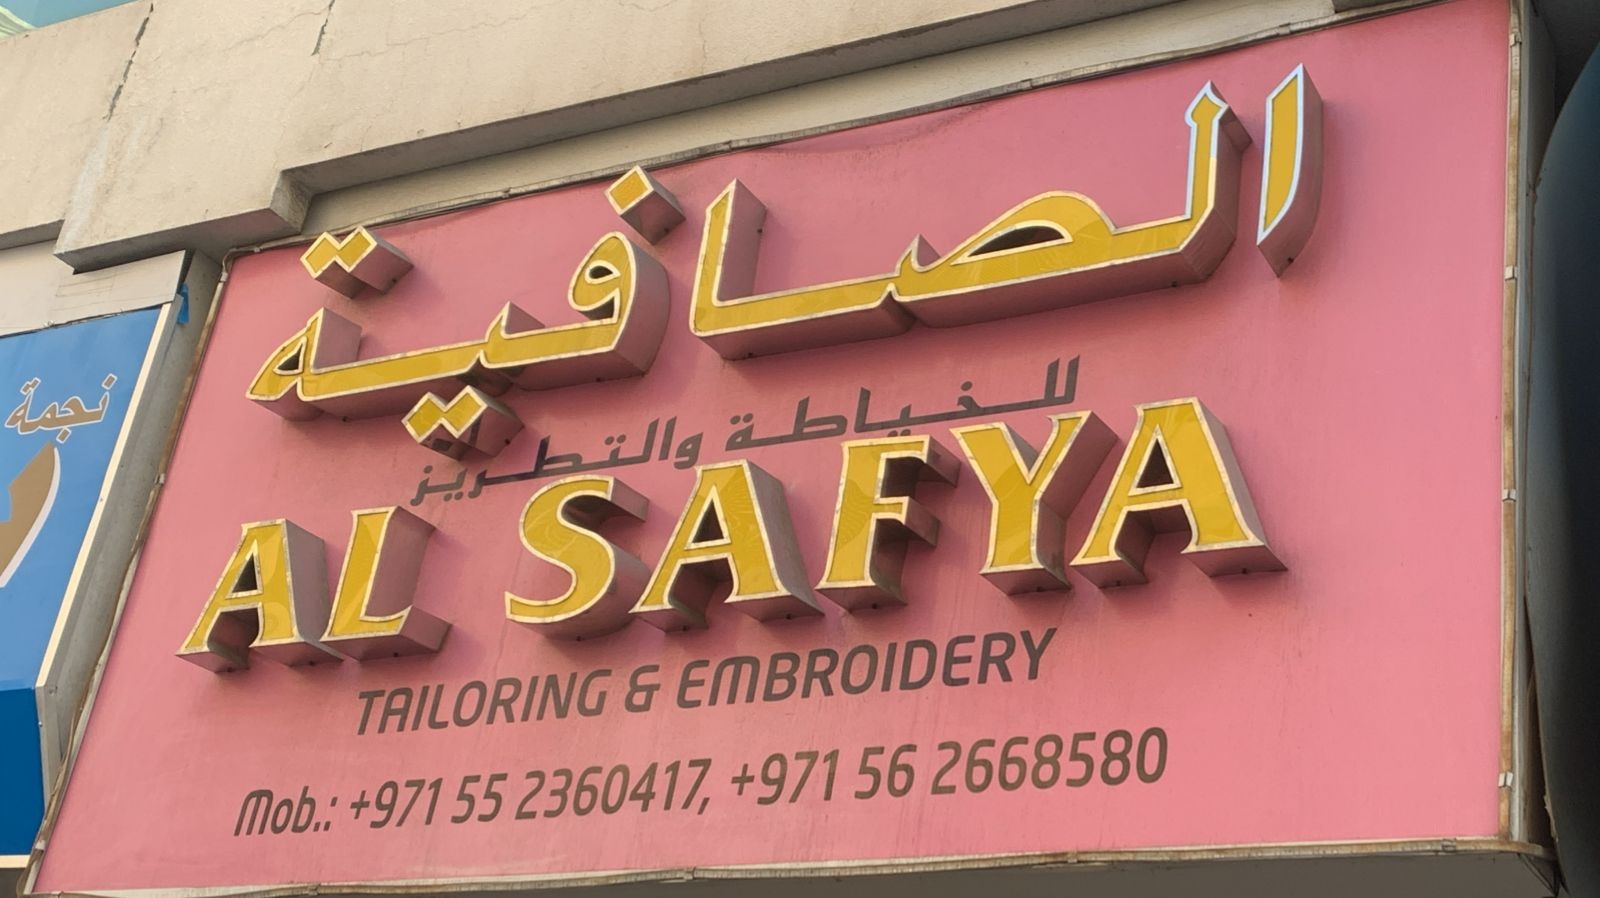 الصافية
للخياطة والتطريز
AL SAFYA
TAILORING & EMBROIDERY
Mob.: +971 55 2360417, +971 56 2668580
نجمة